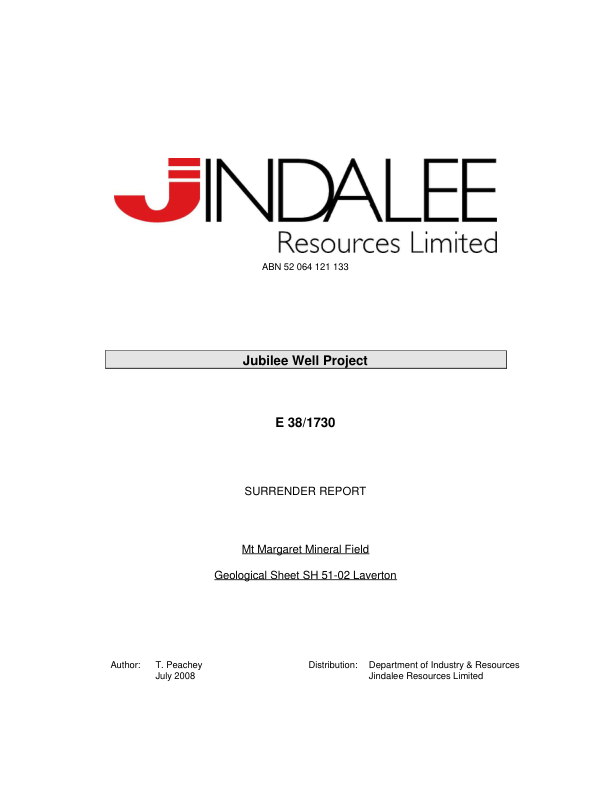 JINDALEE
Resources Limited
ABN 52 064 121 133
Jubilee Well Project
E 38/1730
SURRENDER REPORT
Mt Margaret Mineral Field
Geological Sheet SH 51-02 Laverton
Author: T. Peachey Distribution: Department of Industry & Resources
July 2008 Jindalee Resources Limited